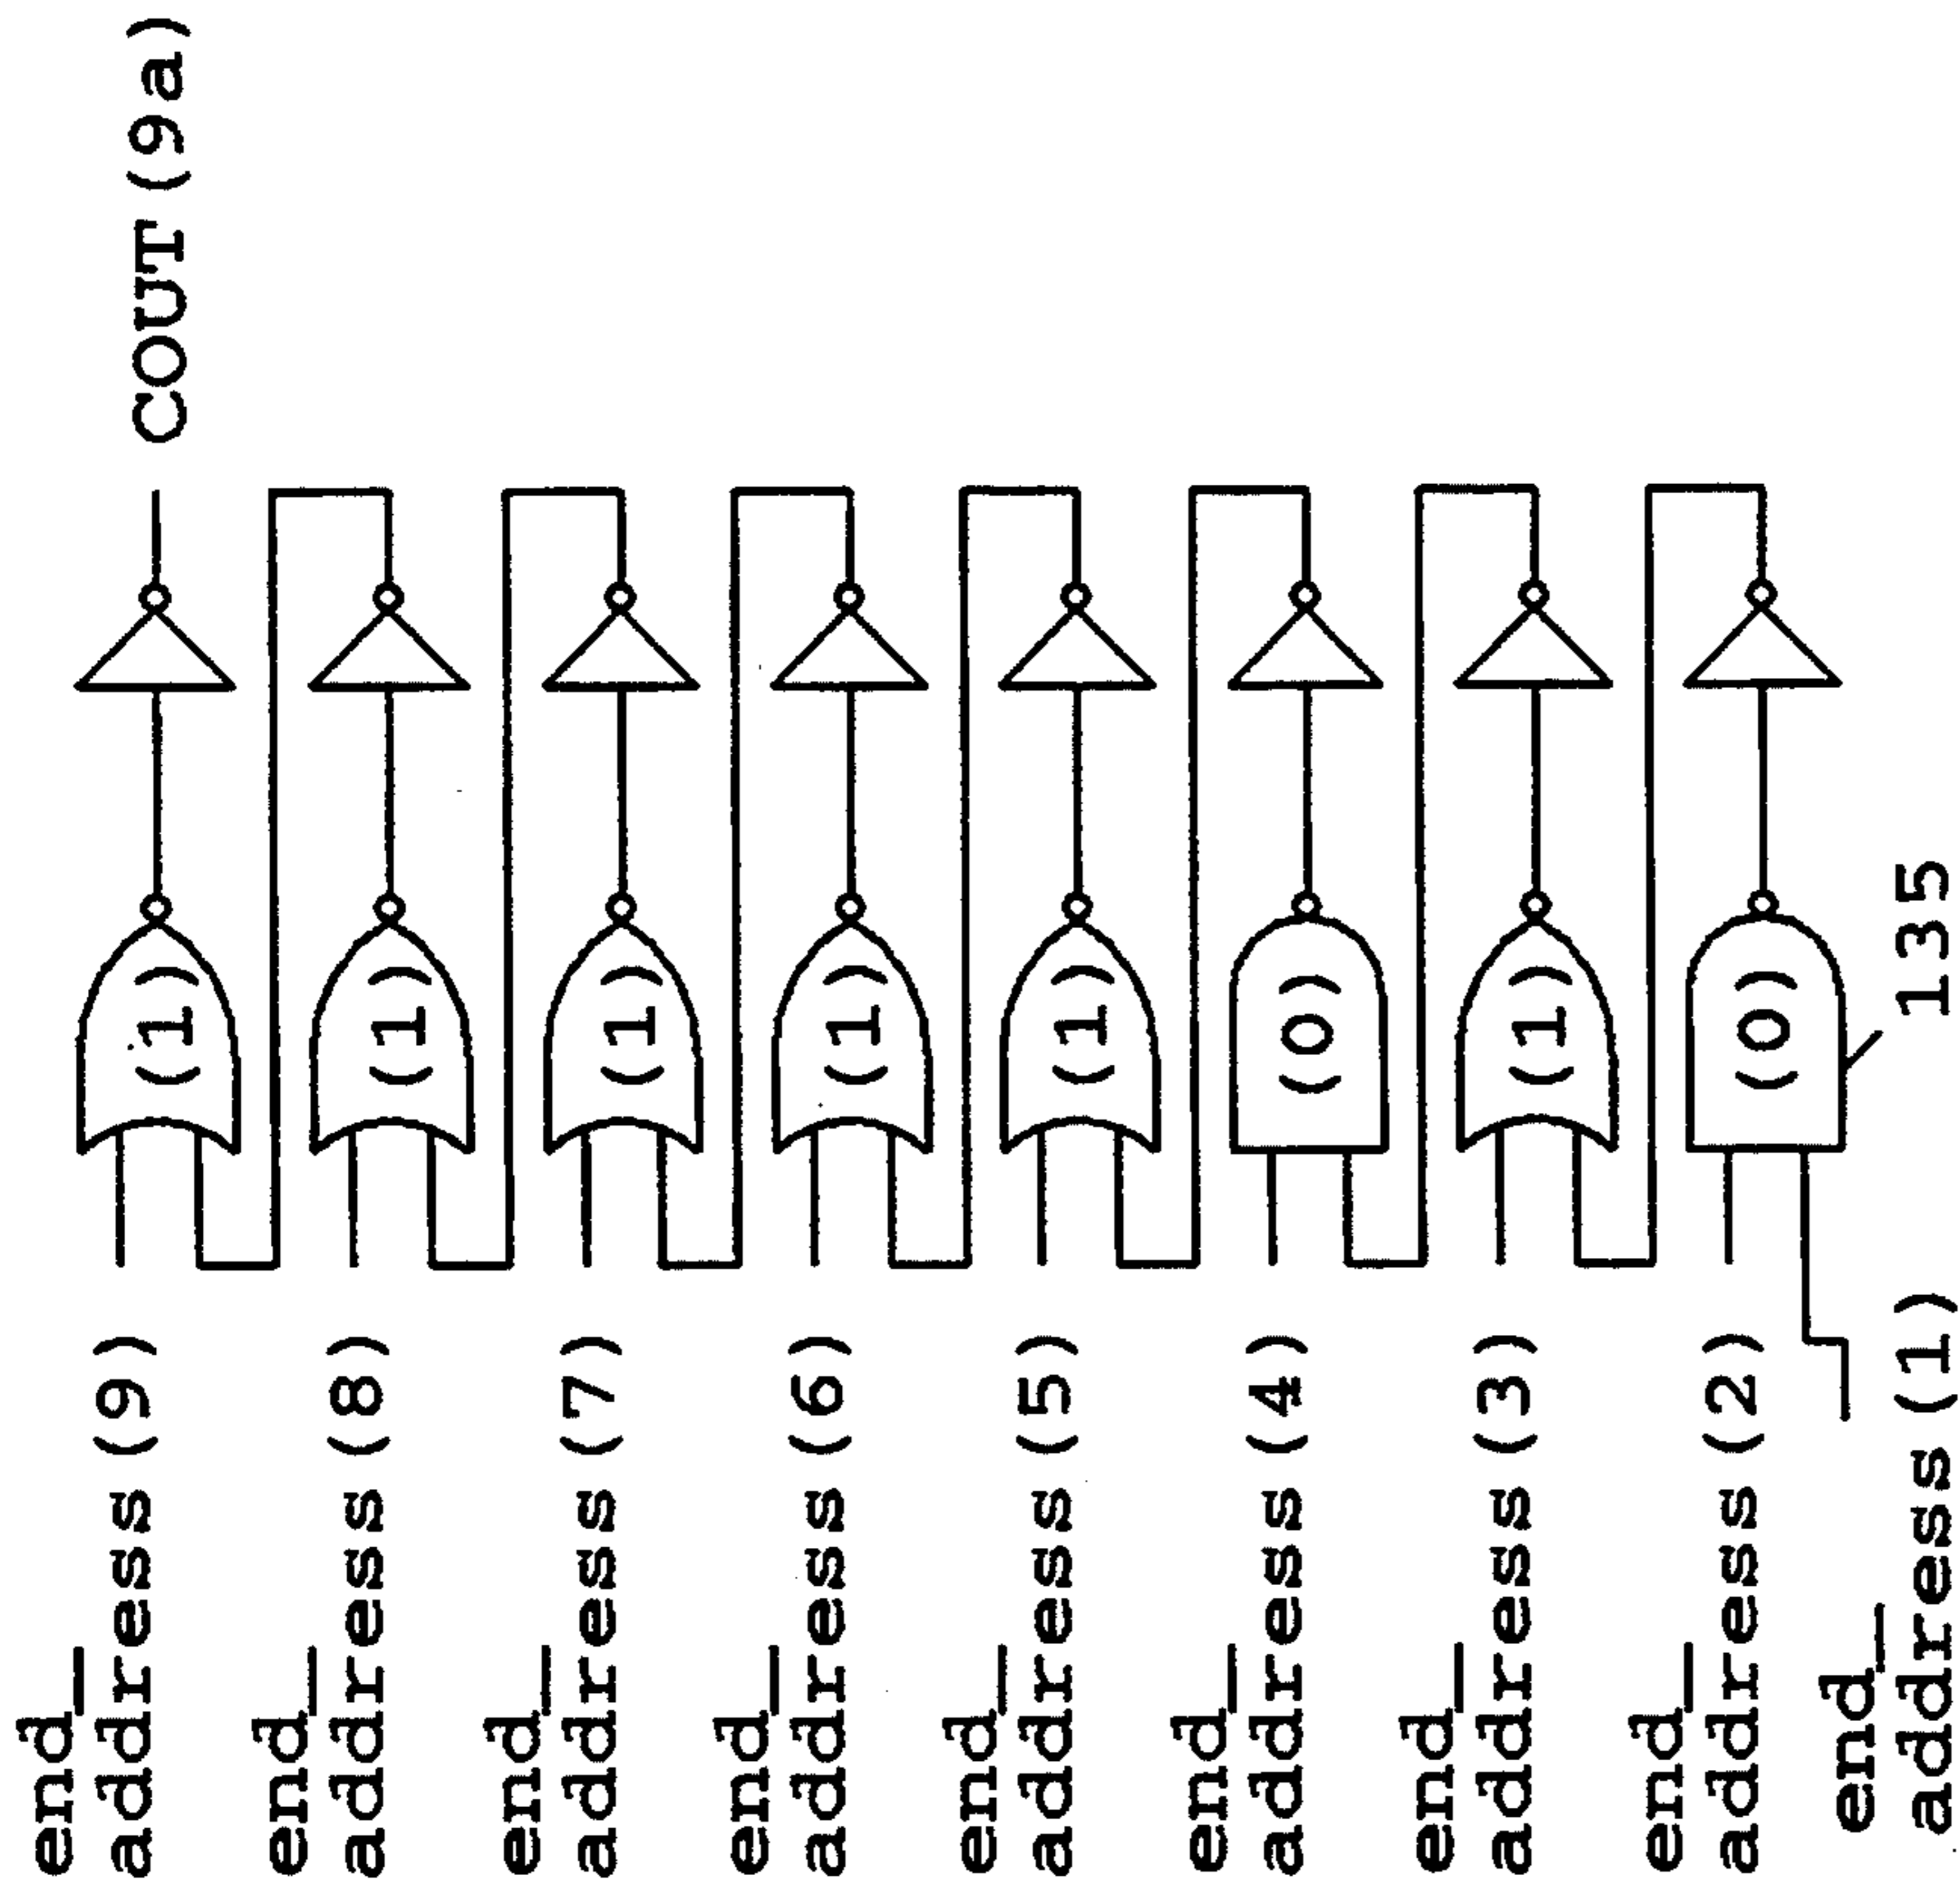 end_
address (9)
(1)
COUT (9a)
end_
address (8)
(1)
end_
address (7)
(1)
end_
address (6)
(1)
end_
address (5)
(1)
end_
address (4)
(0)
end_
address (3)
(1)
end_
address (2)
(0)
end_
address (1)
135